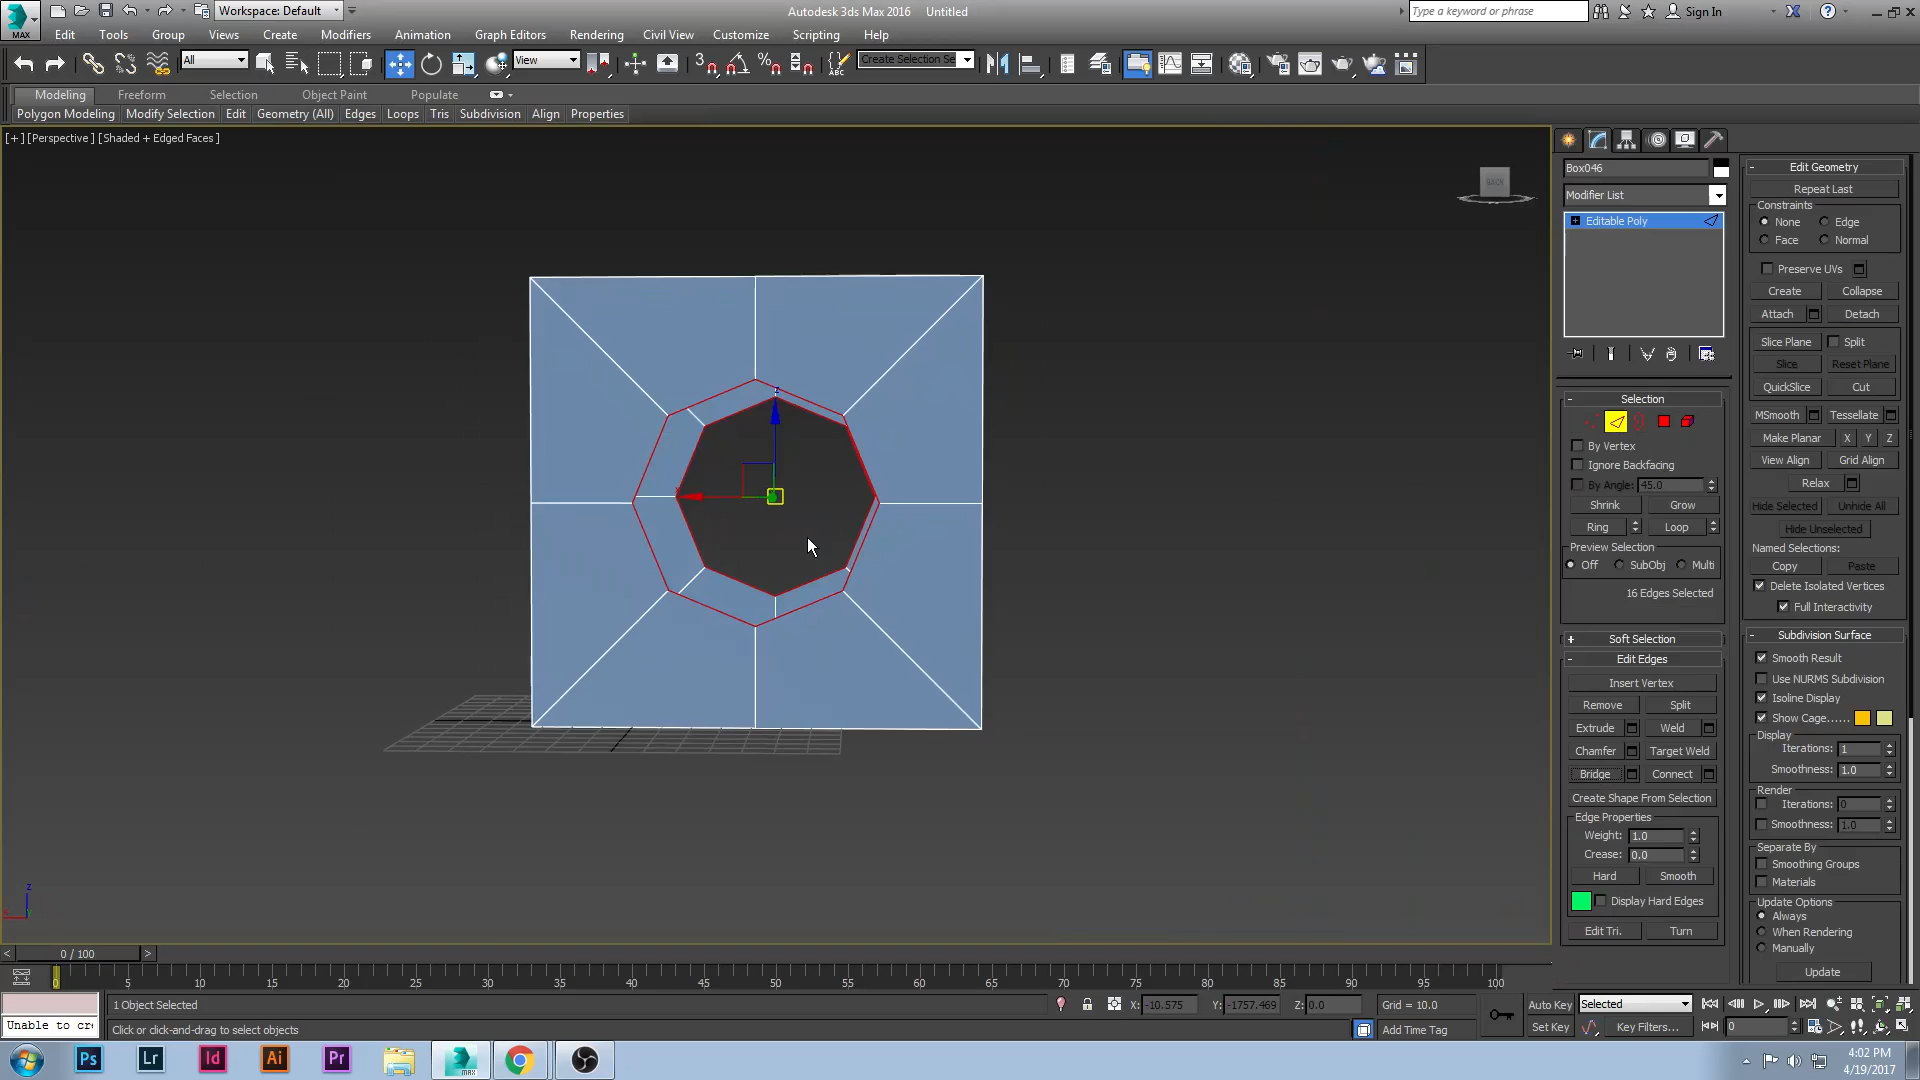 Workspace: Default
Autodesk 3ds Max 2016 Untitled
Type a keyword or phrase
Sign In
MAX
Edit Tools Group Views Create Modifiers Animation Graph Editors Rendering Civil View Customize Scripting Help
All
View
Create Selection Se
Modeling Freeform Selection Object Paint Populate
Polygon Modeling Modify Selection Edit Geometry (All) Edges Loops Tris Subdivision Align Properties
[+] [Perspective] [Shaded + Edged Faces]
BACK
z
z
Box046
Modifier List
Editable Poly
Selection
By Vertex
Ignore Backfacing
By Angle: 45.0
Shrink Grow
Ring Loop
Preview Selection
Off SubObj Multi
16 Edges Selected
Soft Selection
Edit Edges
Insert Vertex
Remove Split
Extrude Weld
Chamfer Target Weld
Bridge Connect
Create Shape From Selection
Edge Properties
Weight: 1.0
Crease: 0.0
Hard Smooth
Display Hard Edges
Edit Tri. Turn
Edit Geometry
Repeat Last
Constraints
None Edge
Face Normal
Preserve UVs
Create Collapse
Attach Detach
Slice Plane Split
Slice Reset Plane
QuickSlice Cut
MSmooth Tessellate
Make Planar X Y Z
View Align Grid Align
Relax
Hide Selected Unhide All
Hide Unselected
Named Selections:
Copy Paste
Delete Isolated Vertices
Full Interactivity
Subdivision Surface
Smooth Result
Use NURMS Subdivision
Isoline Display
Show Cage......
Display
Iterations: 1
Smoothness: 1.0
Render
Iterations: 0
Smoothness: 1.0
Separate By
Smoothing Groups
Materials
Update Options
Always
When Rendering
Manually
Update
< 0 / 100 >
0 5 10 15 20 25 30 35 40 45 50 55 60 65 70 75 80 85 90 95 100
1 Object Selected
X: -10.575 Y: -1757.469 Z: 0.0 Grid = 10.0
Auto Key Selected
Unable to cre
Click or click-and-drag to select objects
Add Time Tag
Set Key Key Filters... 0
Ps Lr Id Ai Pr
MAX
4:02 PM
4/19/2017